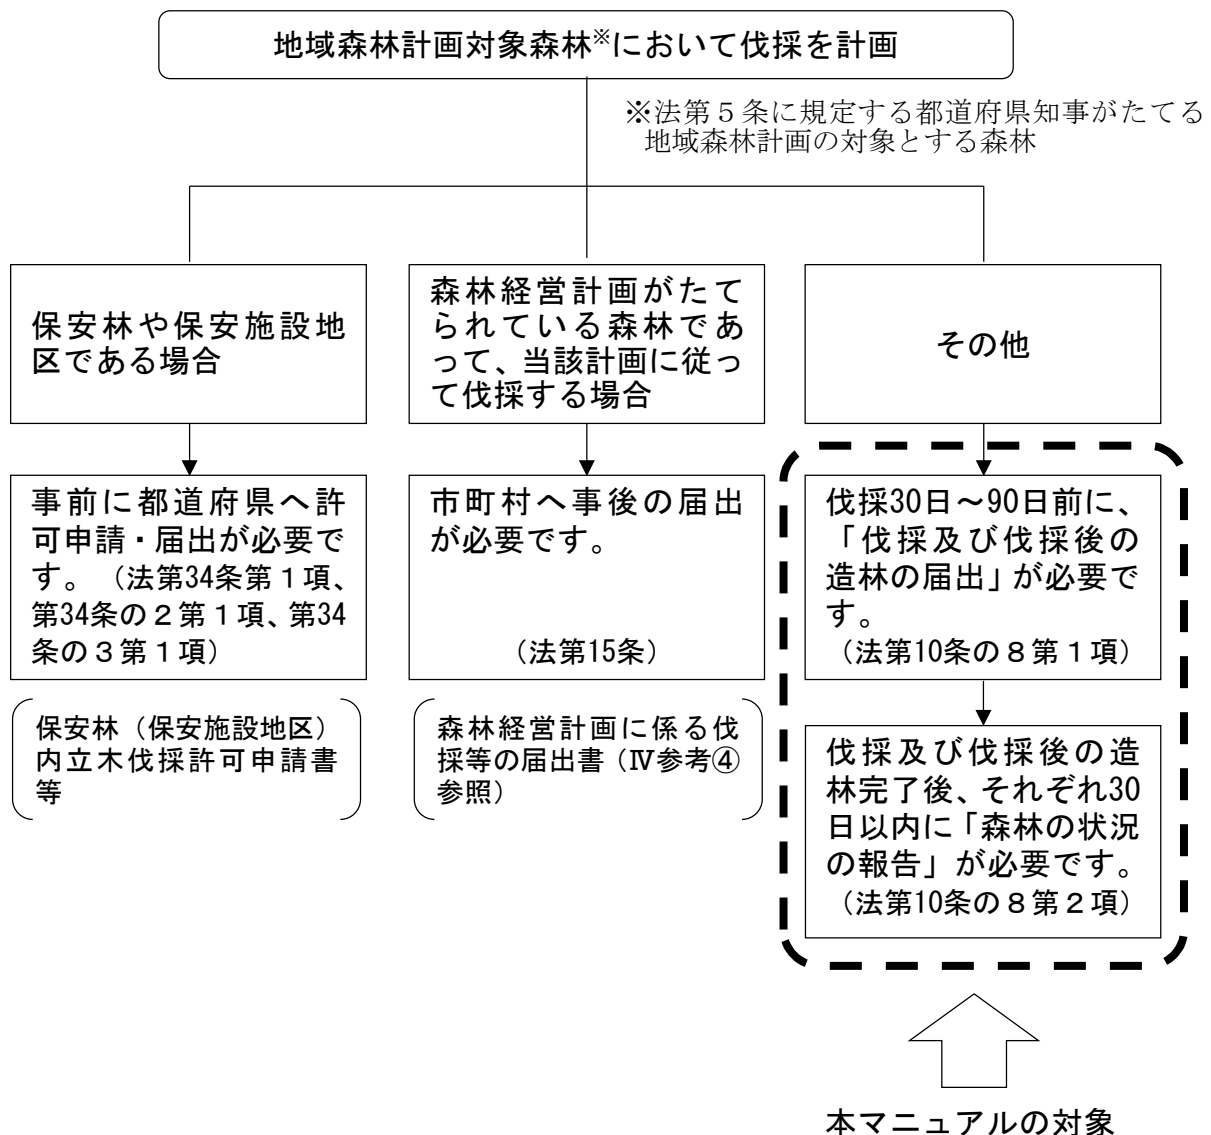 地域森林計画対象森林※において伐採を計画
※法第５条に規定する都道府県知事がたてる
地域森林計画の対象とする森林
保安林や保安施設地
区である場合
森林経営計画がたて
られている森林であ
って、当該計画に従っ
て伐採する場合
その他
事前に都道府県へ許
可申請・届出が必要で
す。（法第34条第１項、
第34条の２第１項、第34
条の３第１項）
市町村へ事後の届出
が必要です。
（法第15条）
伐採30日～90日前に、
「伐採及び伐採後の
造林の届出」が必要で
す。
（法第10条の８第１項）
保安林（保安施設地区）
内立木伐採許可申請書
等
森林経営計画に係る伐
採等の届出書（Ⅳ参考④
参照）
伐採及び伐採後の造
林完了後、それぞれ30
日以内に「森林の状況
の報告」が必要です。
（法第10条の８第２項）
本マニュアルの対象